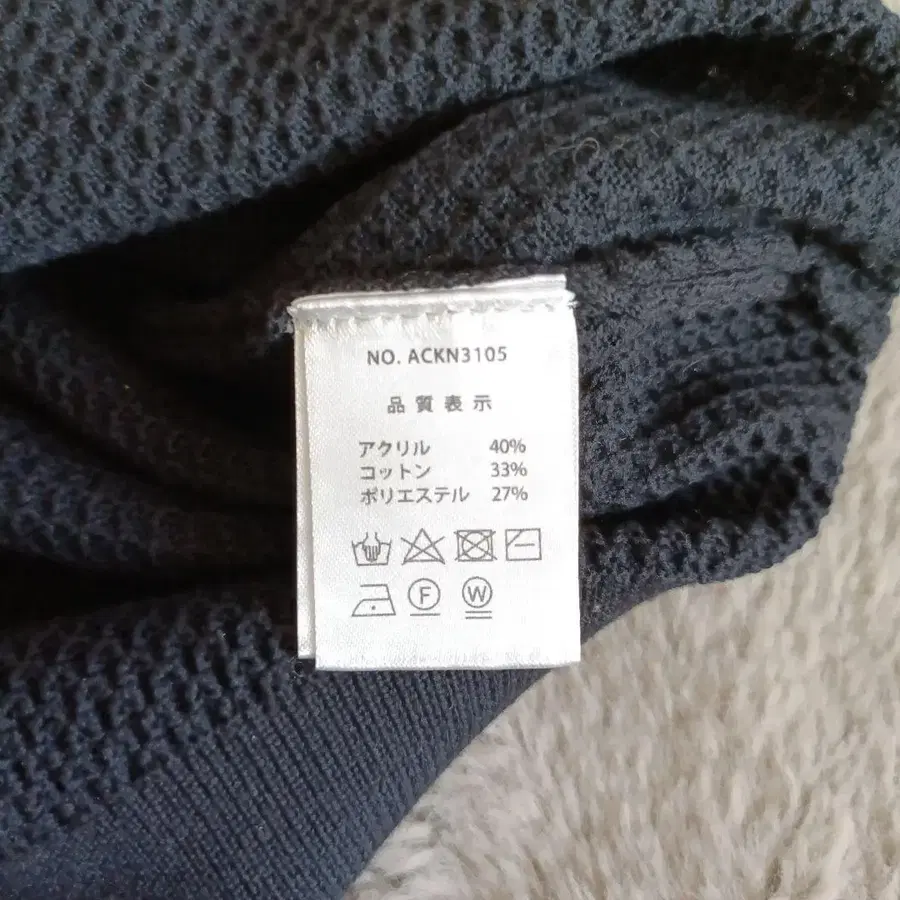 NO. ACKN3105
品質表示
アクリル 40%
コットン 33%
ポリエステル 27%
F W